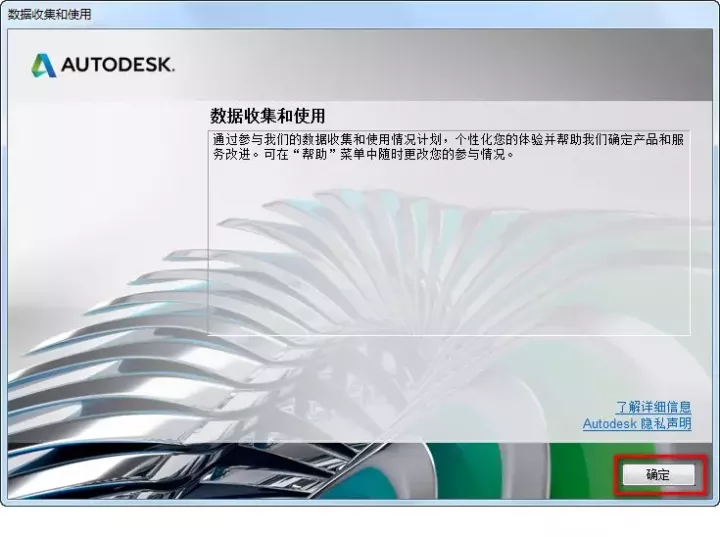 数据收集和使用
AUTODESK.
数据收集和使用
通过参与我们的数据收集和使用情况计划，个性化您的体验并帮助我们确定产品和服
务改进。可在“帮助”菜单中随时更改您的参与情况。
了解详细信息
Autodesk 隐私声明
确定